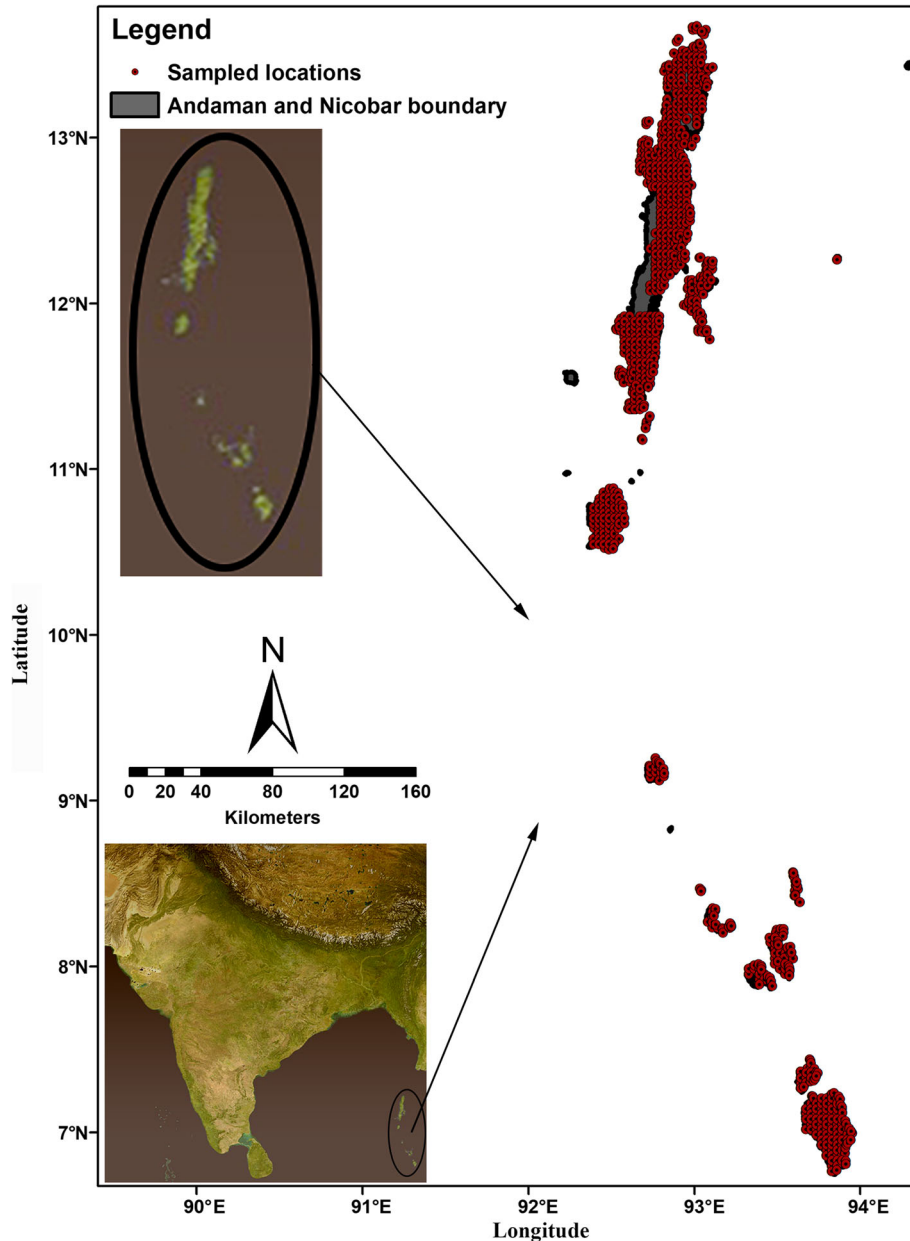 Legend
Sampled locations
Andaman and Nicobar boundary
13°N
12°N
11°N
10°N
9°N
8°N
7°N
Latitude
N
0 20 40 80 120 160
Kilometers
90°E 91°E 92°E 93°E 94°E
Longitude